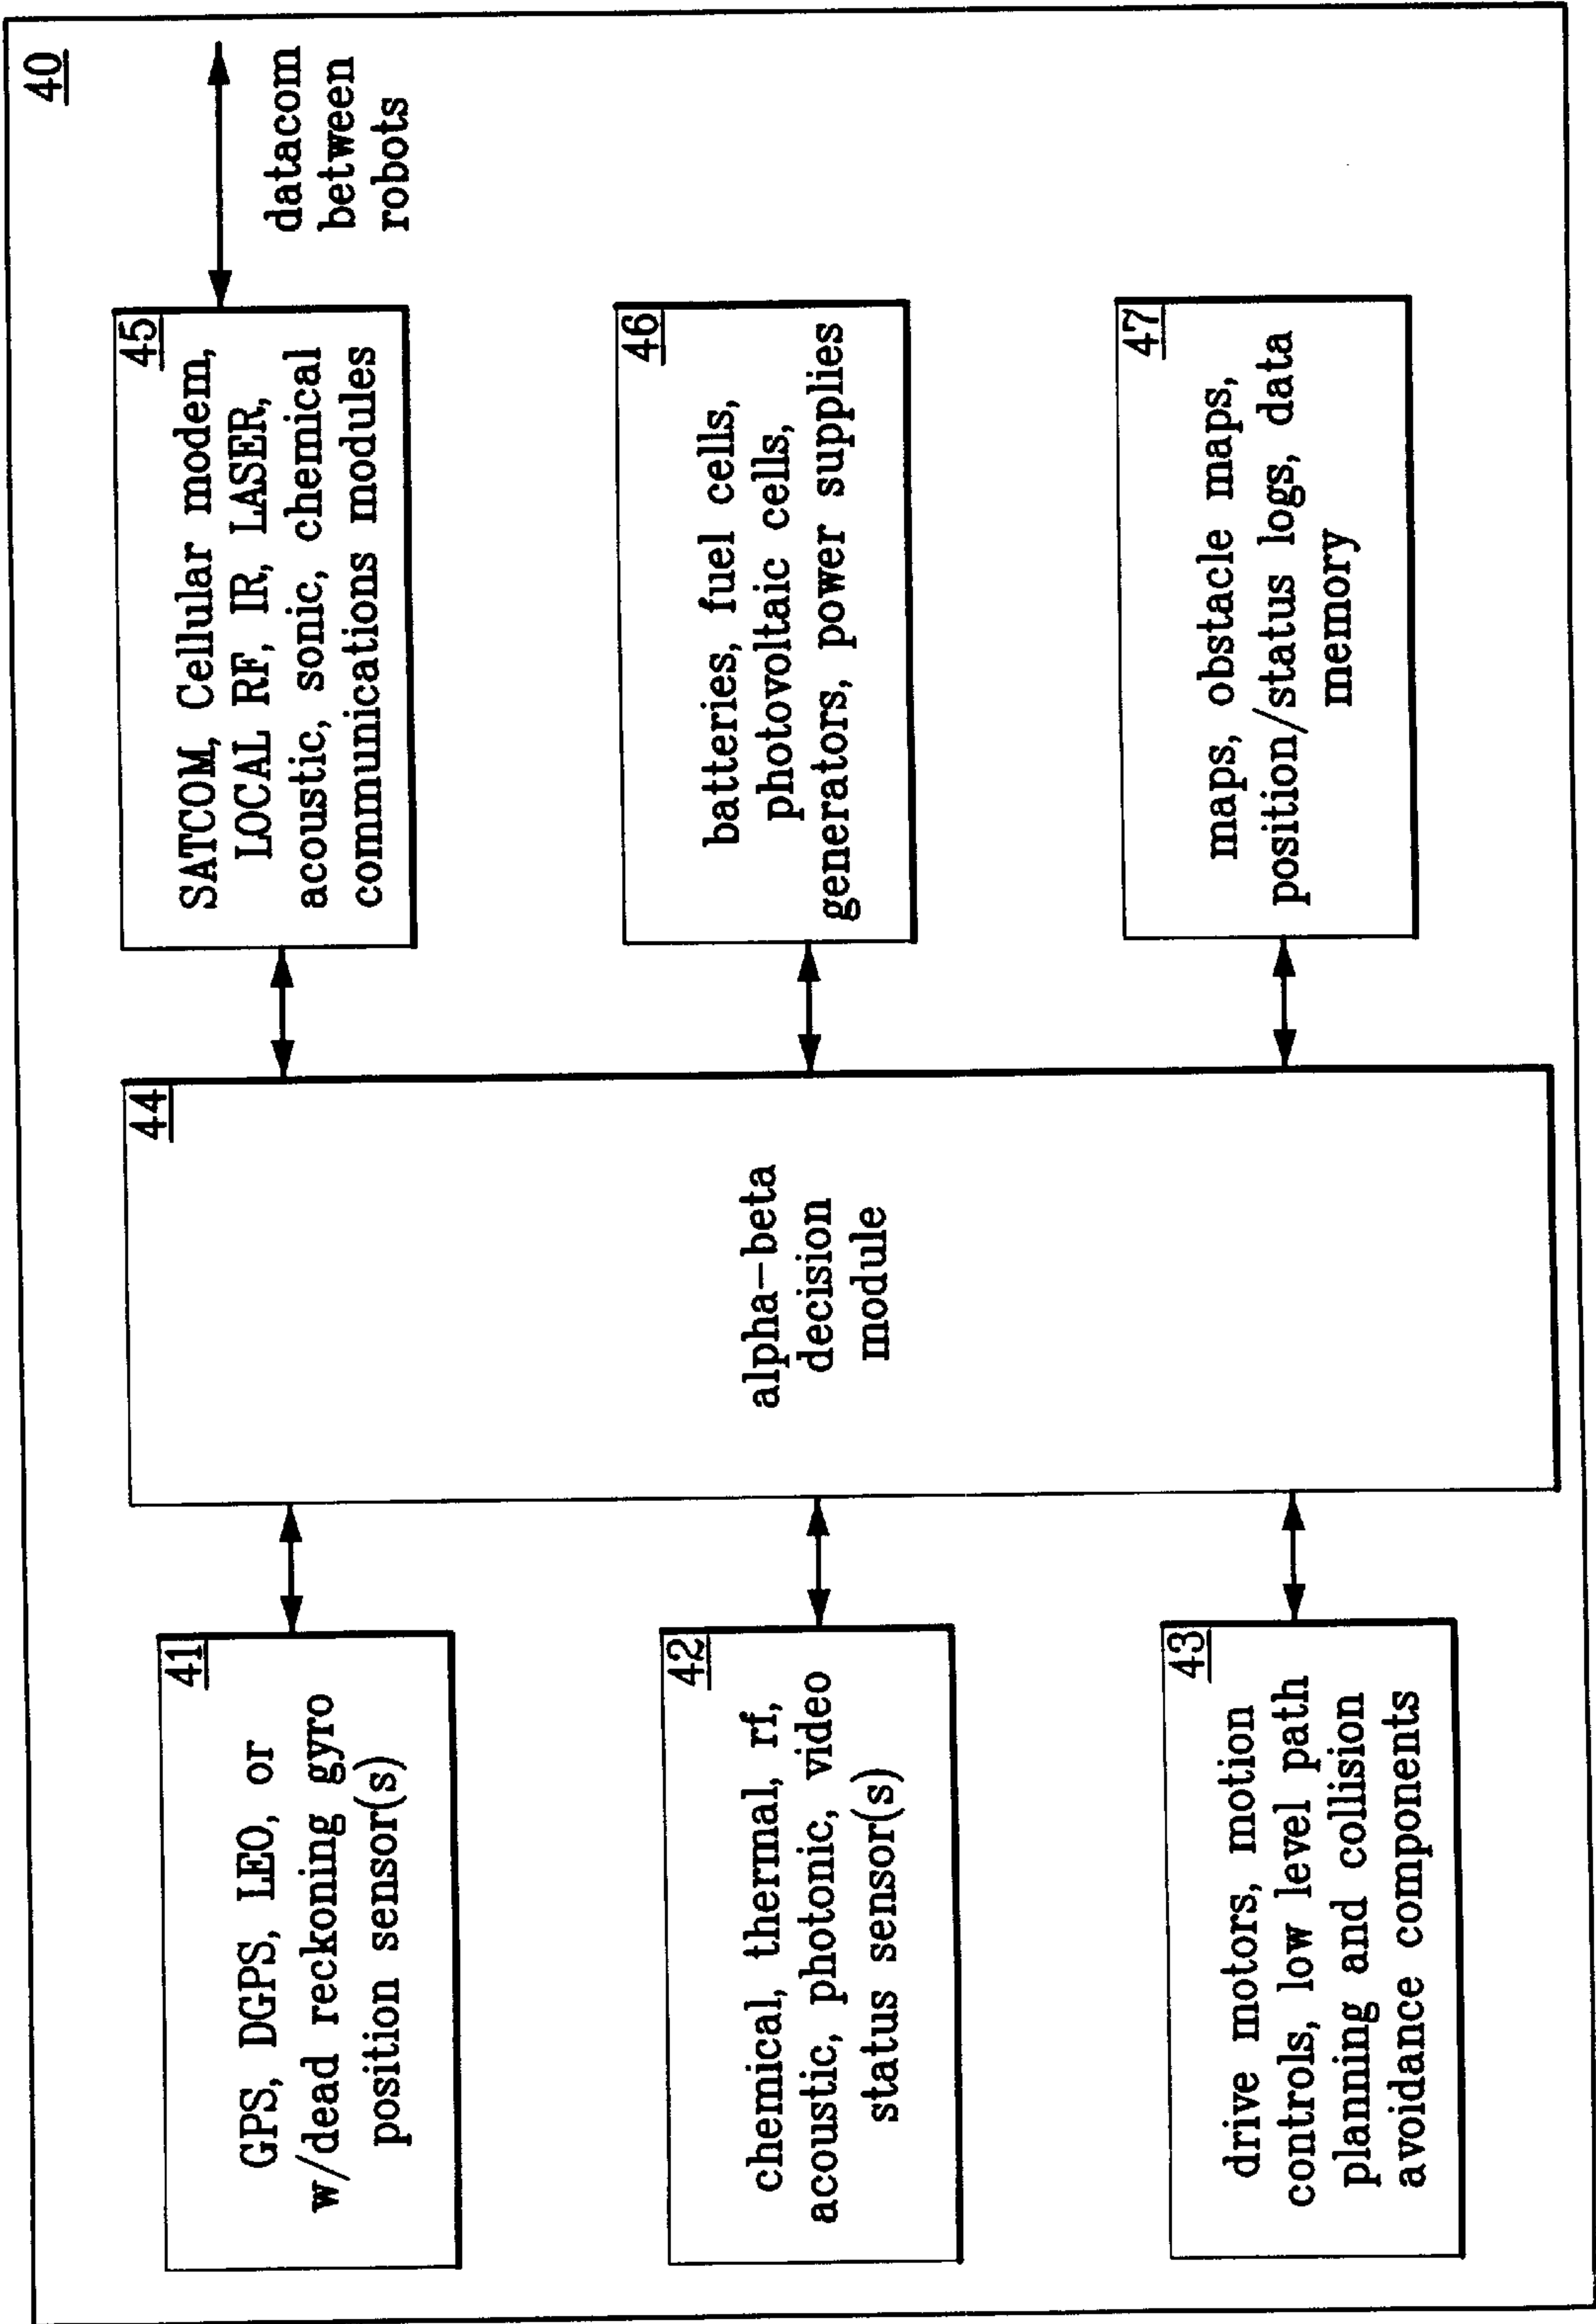 40
41
GPS, DGPS, LEO, or
w/dead reckoning gyro
position sensor(s)
42
chemical, thermal, rf,
acoustic, photonic, video
status sensor(s)
43
drive motors, motion
controls, low level path
planning and collision
avoidance components
44
alpha-beta
decision
module
45
SATCOM, Cellular modem,
LOCAL RF, IR, LASER,
acoustic, sonic, chemical
communications modules
datacom
between
robots
46
batteries, fuel cells,
photovoltaic cells,
generators, power supplies
47
maps, obstacle maps,
position/status logs, data
memory